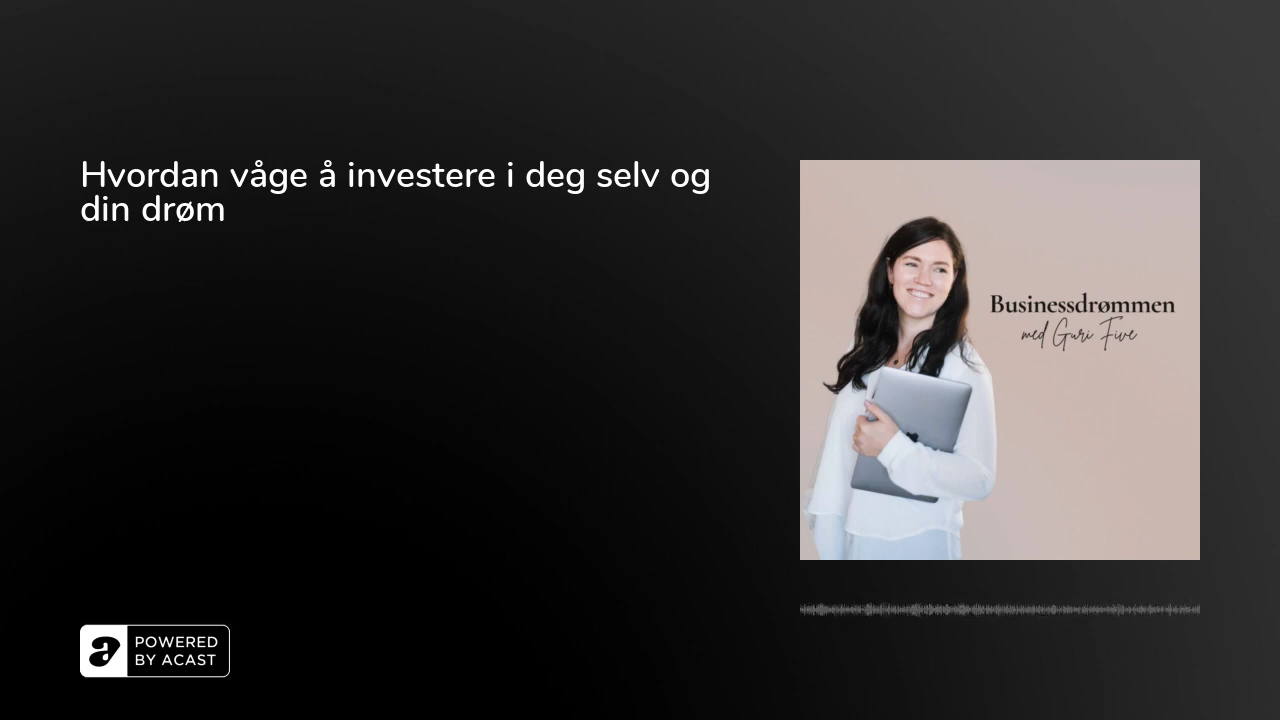 Hvordan våge å investere i deg selv og
din drøm
Businessdrømmen
med Guri Five
POWERED
BY ACAST